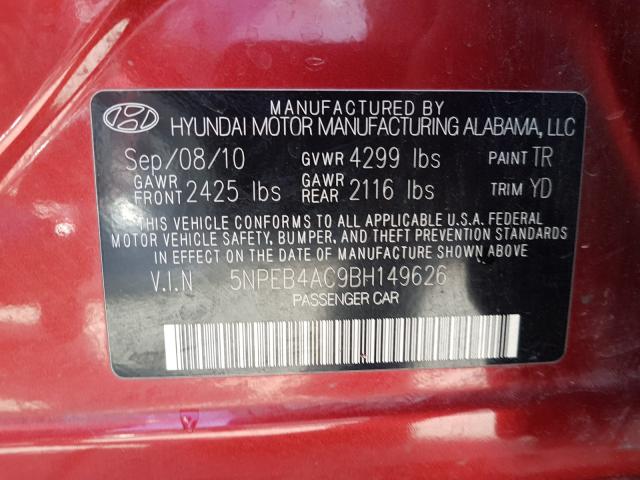 MANUFACTURED BY
HYUNDAI MOTOR MANUFACTURING ALABAMA, LLC
Sep/08/10 GVWR 4299 lbs PAINT TR
GAWR FRONT 2425 lbs GAWR REAR 2116 lbs TRIM YD
THIS VEHICLE CONFORMS TO ALL APPLICABLE U.S.A. FEDERAL
MOTOR VEHICLE SAFETY, BUMPER, AND THEFT STANDARDS
IN EFFECT ON THE DATE OF MANUFACTURE SHOWN ABOVE.
V.I.N 5NPEB4AC9BH149626
PASSENGER CAR